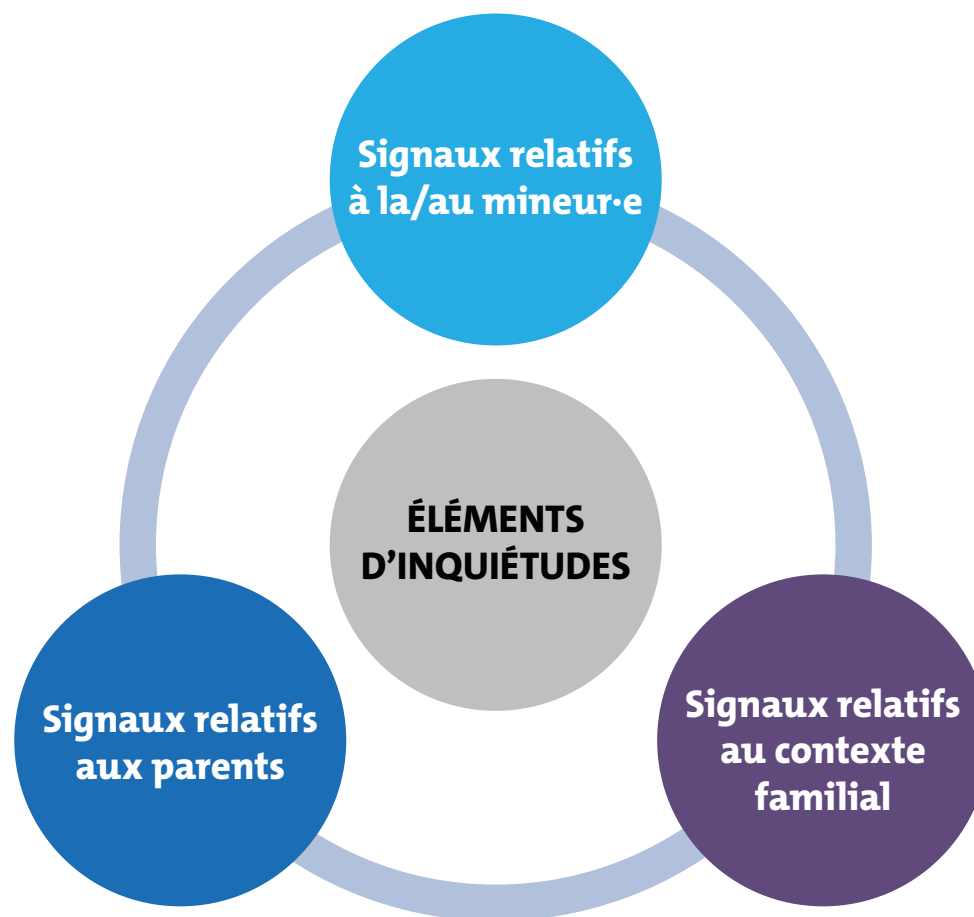 Signaux relatifs
à la/au mineur·e
ÉLÉMENTS
D’INQUIÉTUDES
Signaux relatifs
aux parents
Signaux relatifs
au contexte
familial